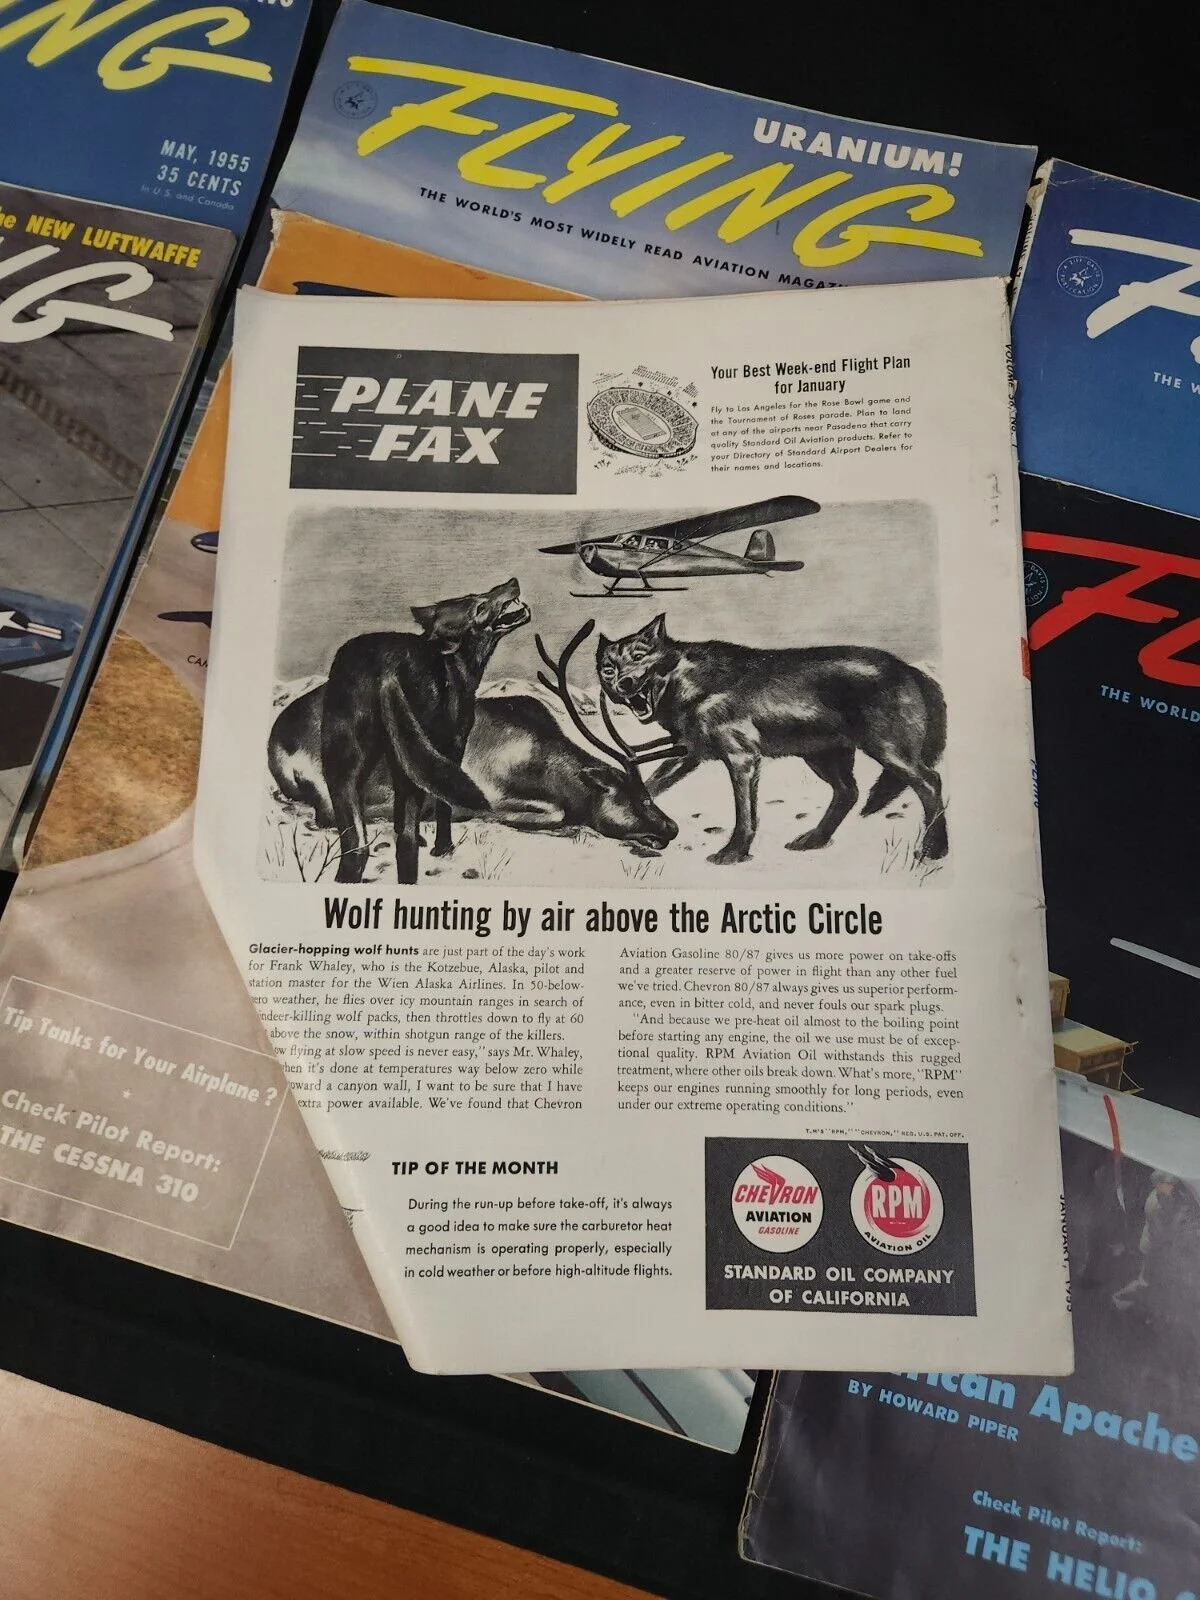 MAY, 1955
35 CENTS
In U.S. and Canada
NEW LUFTWAFFE
URANIUM!
FLYING
THE WORLD'S MOST WIDELY READ AVIATION
PLANE
FAX
Your Best Week-end Flight Plan
for January
Fly to Los Angeles for the Rose Bowl game and
the Tournament of Roses parade. Plan to land
at any of the airports near Pasadena that carry
quality Standard Oil Aviation products. Refer to
your Directory of Standard Airport Dealers for
their names and locations.
Wolf hunting by air above the Arctic Circle
Glacier-hopping wolf hunts are just part of the day's work
for Frank Whaley, who is the Kotzebue, Alaska, pilot and
station master for the Wien Alaska Airlines. In 50-below-
weather, he flies over icy mountain ranges in search of
wolf packs, then throttles down to fly at 60
above the snow, within shotgun range of the killers.
flying at slow speed is never easy," says Mr. Whaley,
when it's done at temperatures way below zero while
toward a canyon wall, I want to be sure that I have
extra power available. We've found that Chevron
Aviation Gasoline 80/87 gives us more power on take-offs
and a greater reserve of power in flight than any other fuel
we've tried. Chevron 80/87 always gives us superior perform-
ance, even in bitter cold, and never fouls our spark plugs.
"And because we pre-heat oil almost to the boiling point
before starting any engine, the oil we use must be of excep-
tional quality. RPM Aviation Oil withstands this rugged
treatment, where other oils break down. What's more, "RPM"
keeps our engines running smoothly for long periods, even
under our extreme operating conditions."
T.M'S "RPM," "CHEVRON," REG. U.S. PAT. OFF.
TIP OF THE MONTH
During the run-up before take-off, it's always
a good idea to make sure the carburetor heat
mechanism is operating properly, especially
in cold weather or before high-altitude flights.
CHEVRON
AVIATION
GASOLINE
RPM
AVIATION OIL
STANDARD OIL COMPANY
OF CALIFORNIA
Tip Tanks for Your Airplane?
Check Pilot Report:
THE CESSNA 310
THE WORLD
Apache
BY HOWARD PIPER
Check Pilot Report:
THE HELIO